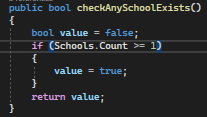 public bool checkAnySchoolExists()
{
    bool value = false;
    if (Schools.Count >= 1)
    {
        value = true;
    }
    return value;
}